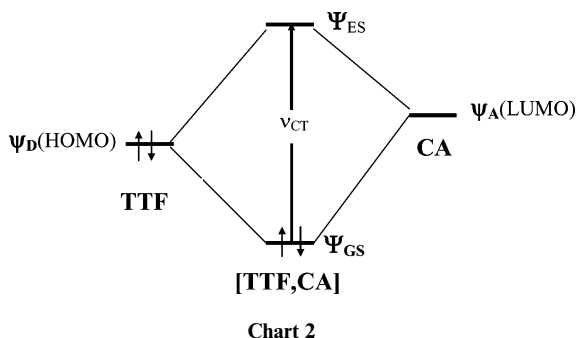 Ψ_ES
ν_CT
ψ_D(HOMO)
ψ_A(LUMO)
TTF
CA
Ψ_GS
[TTF,CA]
Chart 2